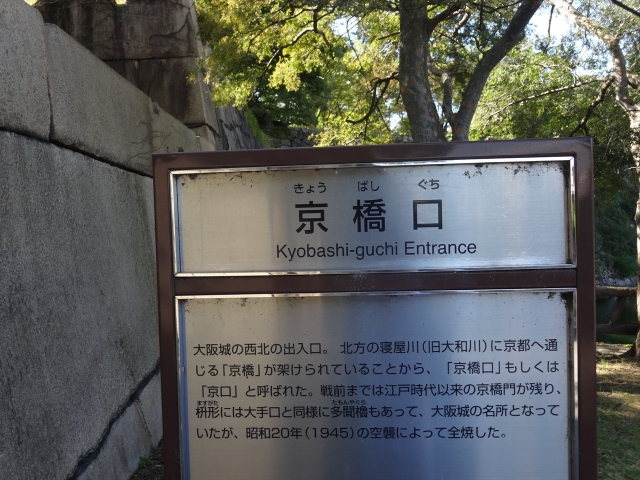 きょう ばし ぐち
京橋口
Kyobashi-guchi Entrance
大阪城の西北の出入口。 北方の寝屋川(旧大和川)に京都へ通
じる「京橋」が架けられていることから、「京橋口」もしくは
「京口」と呼ばれた。戦前までは江戸時代以来の京橋門が残り、
ますがた たもんやぐら
枡形には大手口と同様に多聞櫓もあって、大阪城の名所となって
いたが、昭和20年(1945)の空襲によって全焼した。